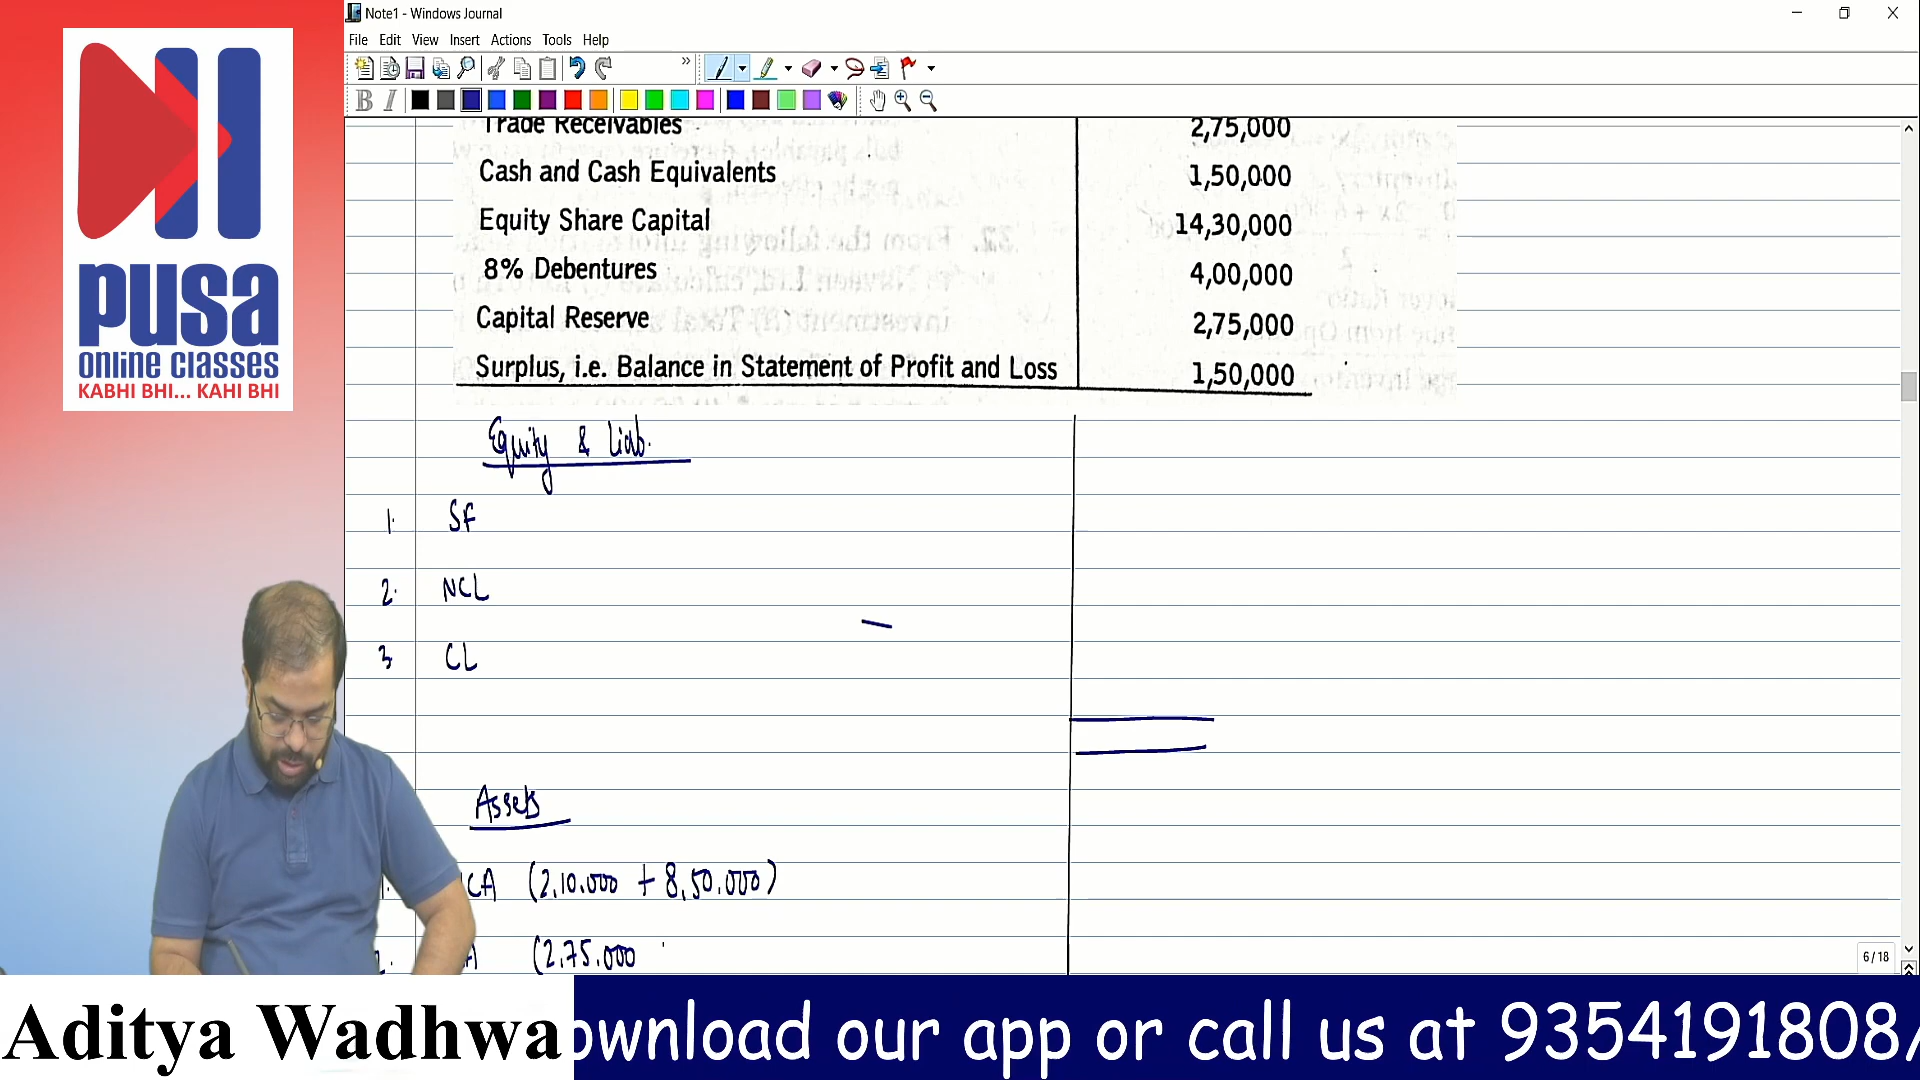 Note1 - Windows Journal
File Edit View Insert Actions Tools Help
B I
Trade Receivables 2,75,000
Cash and Cash Equivalents 1,50,000
Equity Share Capital 14,30,000
8% Debentures 4,00,000
Capital Reserve 2,75,000
Surplus, i.e. Balance in Statement of Profit and Loss 1,50,000
Equity & Liab.
1. SF
2. NCL
3 CL
Assets
1. CA (2,10,000 + 8,50,000)
2. A (2,75,000
6 / 18
pusa
online classes
KABHI BHI... KAHI BHI
Aditya Wadhwa
ownload our app or call us at 9354191808/